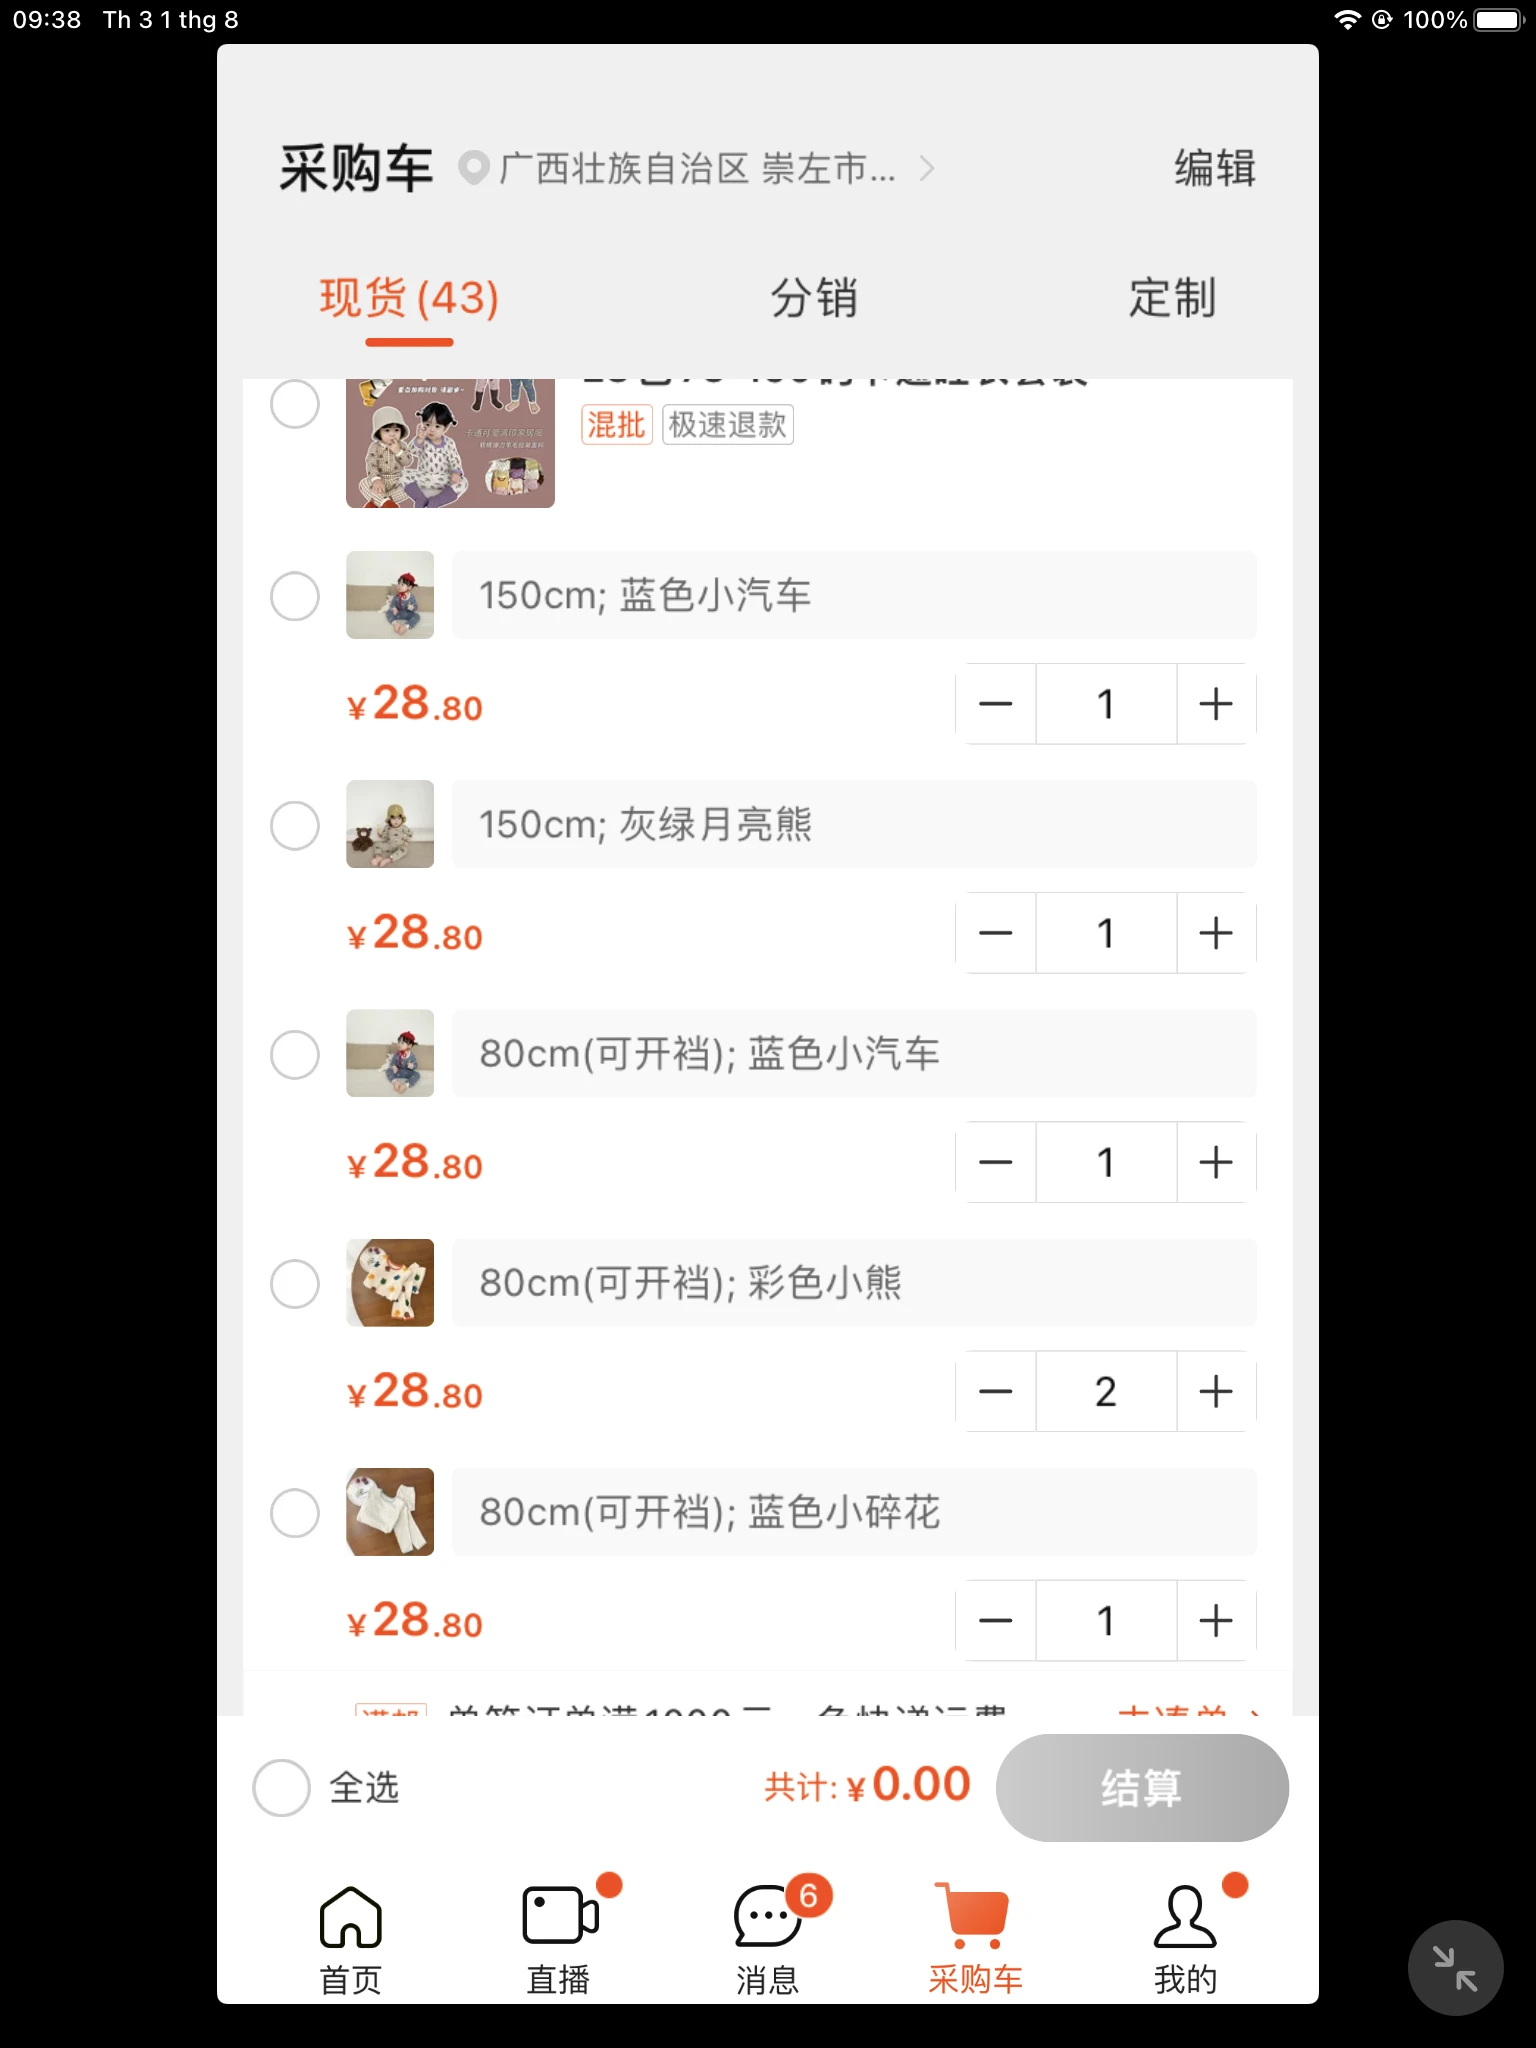 09:38 Th 3 1 thg 8
100%
采购车 广西壮族自治区 崇左市... 编辑
现货(43) 分销 定制
混批 极速退款
150cm; 蓝色小汽车
¥28.80 1
150cm; 灰绿月亮熊
¥28.80 1
80cm(可开裆); 蓝色小汽车
¥28.80 1
80cm(可开裆); 彩色小熊
¥28.80 2
80cm(可开裆); 蓝色小碎花
¥28.80 1
全选 共计: ¥0.00 结算
6
首页 直播 消息 采购车 我的